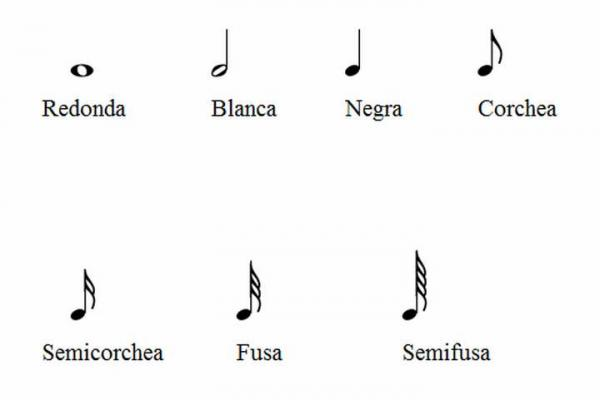 Redonda Blanca Negra Corchea
Semicorchea Fusa Semifusa